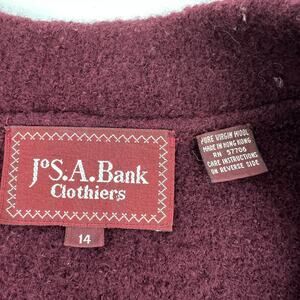 JoS.A.Bank
Clothiers
14
PURE VIRGIN WOOL
MADE IN HONG KONG
RN 57706
CARE INSTRUCTIONS
ON REVERSE SIDE